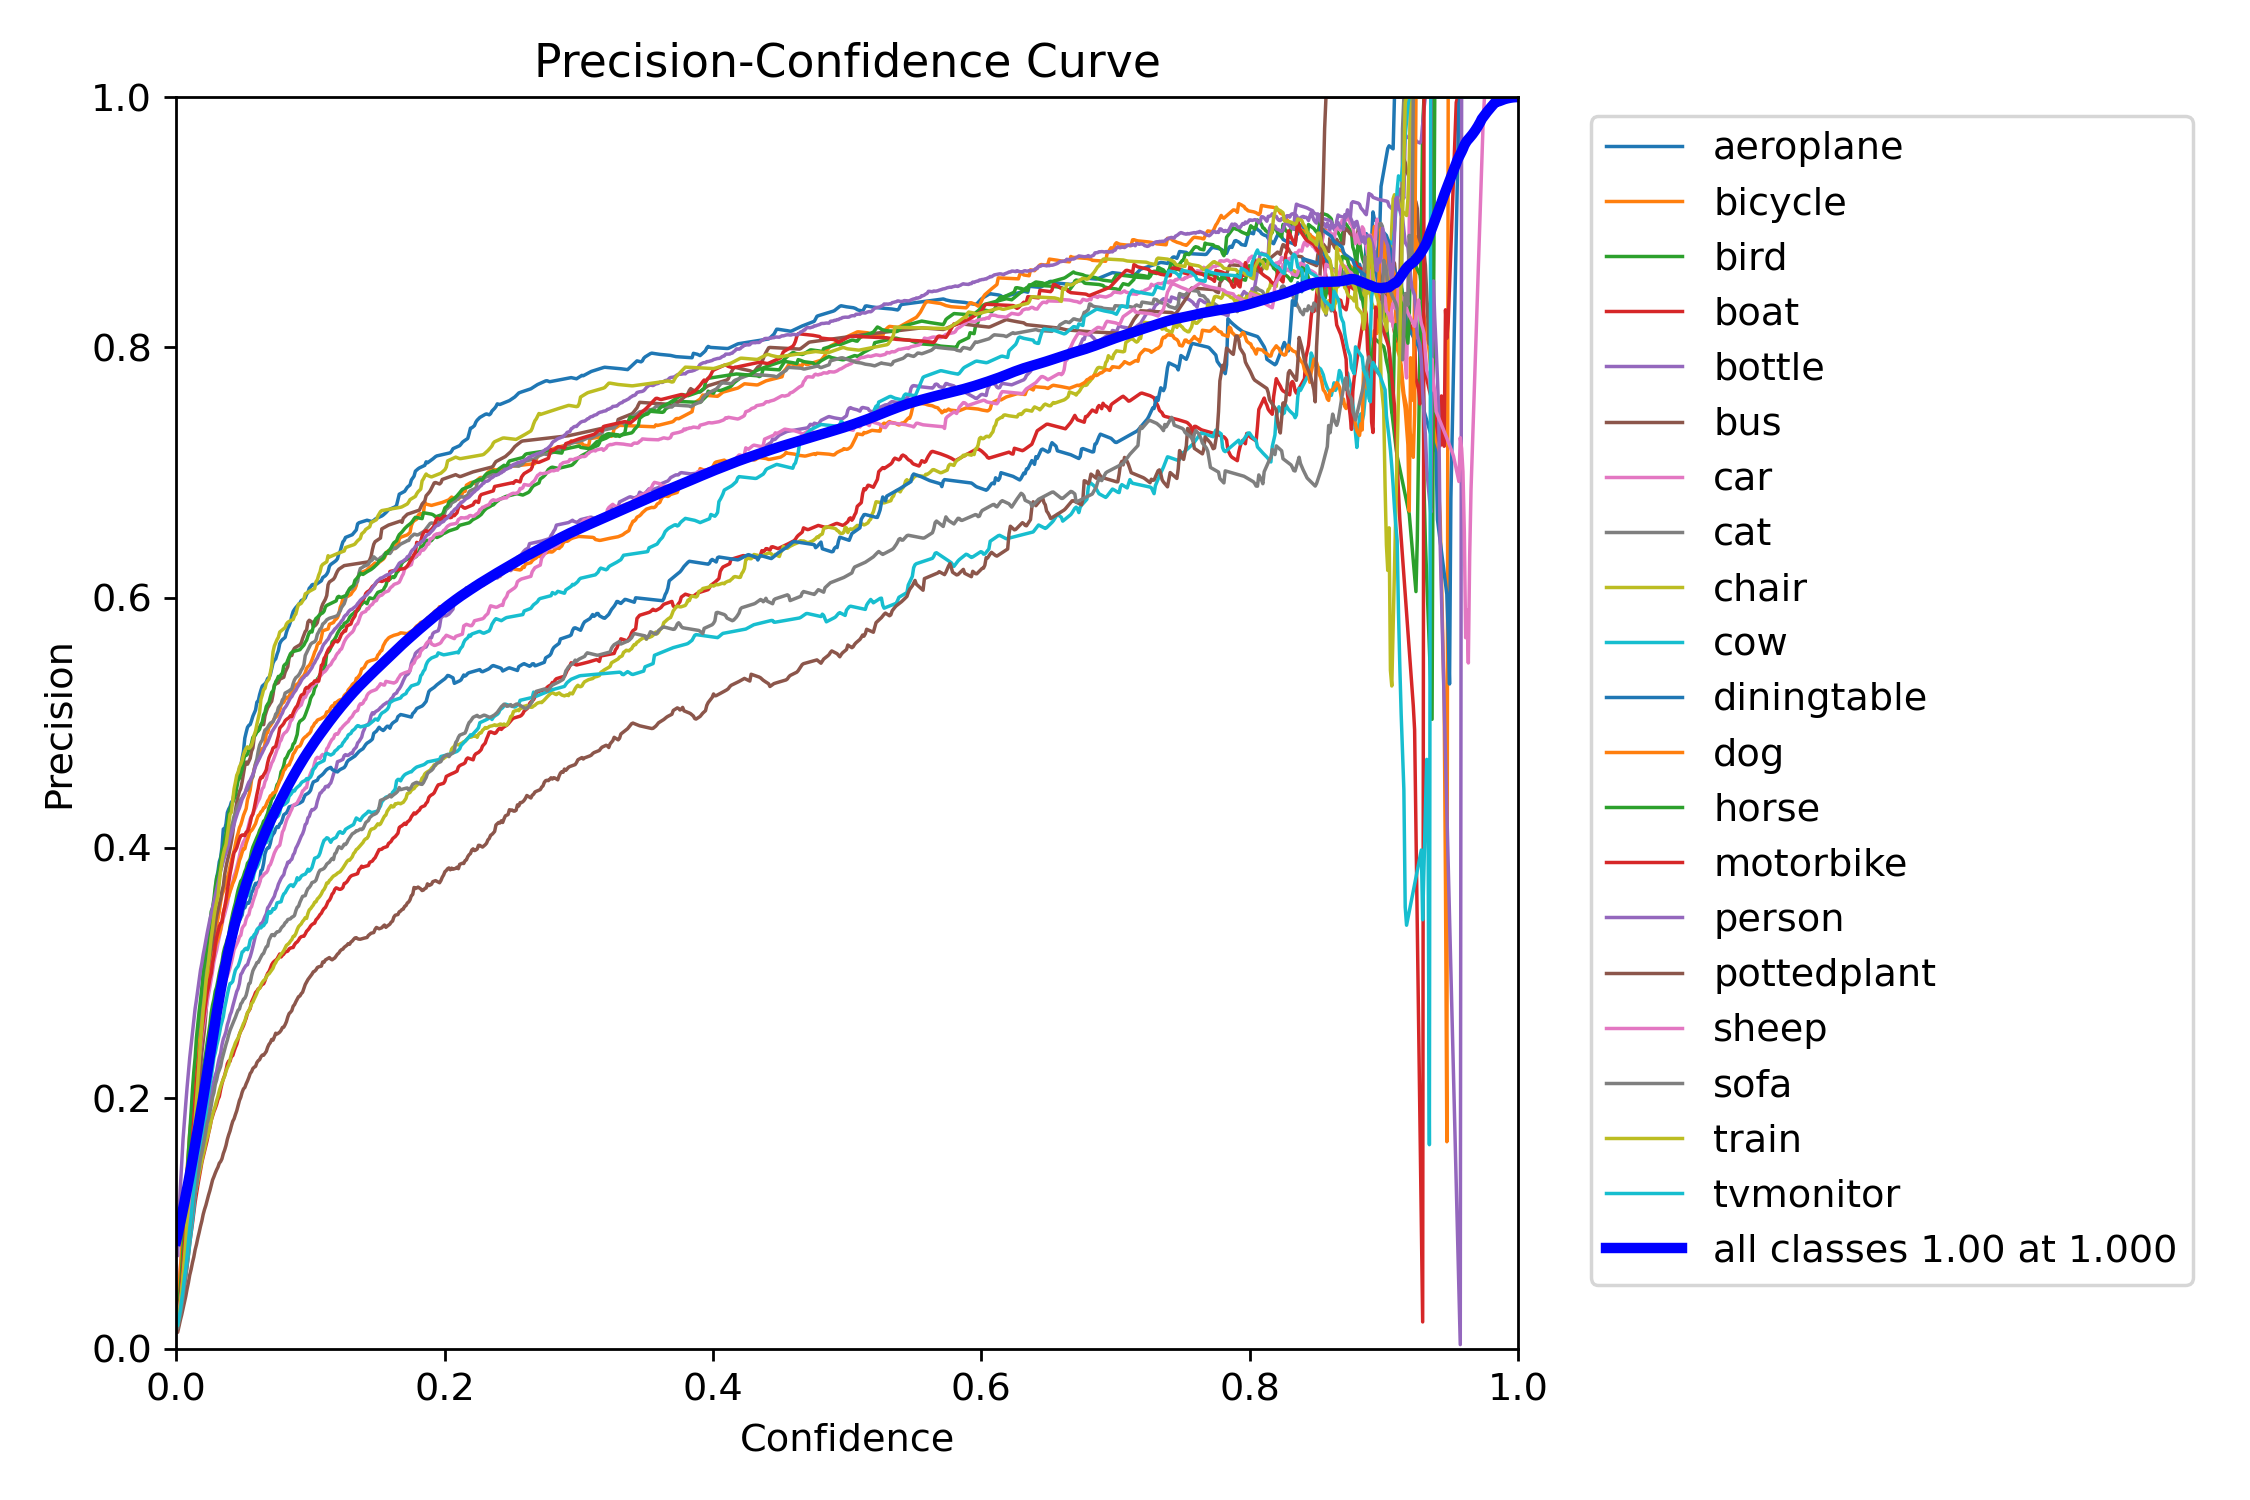 Precision-Confidence Curve
1.0
0.8
0.6
0.4
0.2
0.0
Precision
0.0 0.2 0.4 0.6 0.8 1.0
Confidence
aeroplane
bicycle
bird
boat
bottle
bus
car
cat
chair
cow
diningtable
dog
horse
motorbike
person
pottedplant
sheep
sofa
train
tvmonitor
all classes 1.00 at 1.000